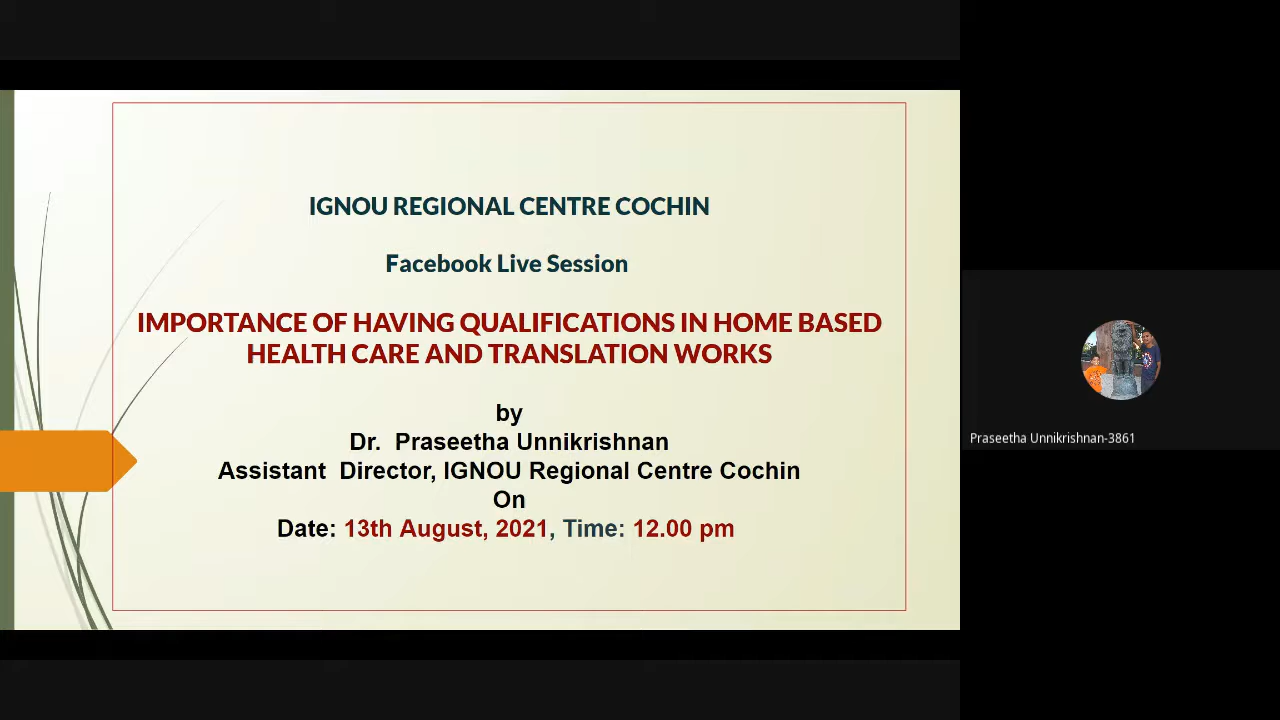 IGNOU REGIONAL CENTRE COCHIN
Facebook Live Session
IMPORTANCE OF HAVING QUALIFICATIONS IN HOME BASED
HEALTH CARE AND TRANSLATION WORKS
by
Dr. Praseetha Unnikrishnan
Assistant Director, IGNOU Regional Centre Cochin
On
Date: 13th August, 2021, Time: 12.00 pm
Praseetha Unnikrishnan-3861